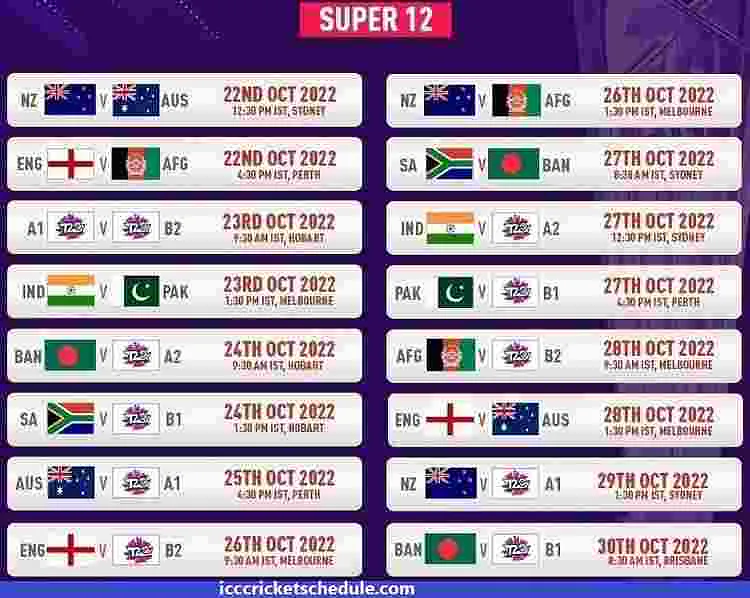 SUPER 12
NZ V AUS 22ND OCT 2022
12:30 PM IST, SYDNEY
ENG V AFG 22ND OCT 2022
4:30 PM IST, PERTH
A1 V B2 23RD OCT 2022
9:30 AM IST, HOBART
IND V PAK 23RD OCT 2022
1:30 PM IST, MELBOURNE
BAN V A2 24TH OCT 2022
9:30 AM IST, HOBART
SA V B1 24TH OCT 2022
1:30 PM IST, HOBART
AUS V A1 25TH OCT 2022
4:30 PM IST, PERTH
ENG V B2 26TH OCT 2022
9:30 AM IST, MELBOURNE
NZ V AFG 26TH OCT 2022
1:30 PM IST, MELBOURNE
SA V BAN 27TH OCT 2022
8:30 AM IST, SYDNEY
IND V A2 27TH OCT 2022
12:30 PM IST, SYDNEY
PAK V B1 27TH OCT 2022
4:30 PM IST, PERTH
AFG V B2 28TH OCT 2022
9:30 AM IST, MELBOURNE
ENG V AUS 28TH OCT 2022
1:30 PM IST, MELBOURNE
NZ V A1 29TH OCT 2022
1:30 PM IST, SYDNEY
BAN V B1 30TH OCT 2022
8:30 AM IST, BRISBANE
icccricketschedule.com